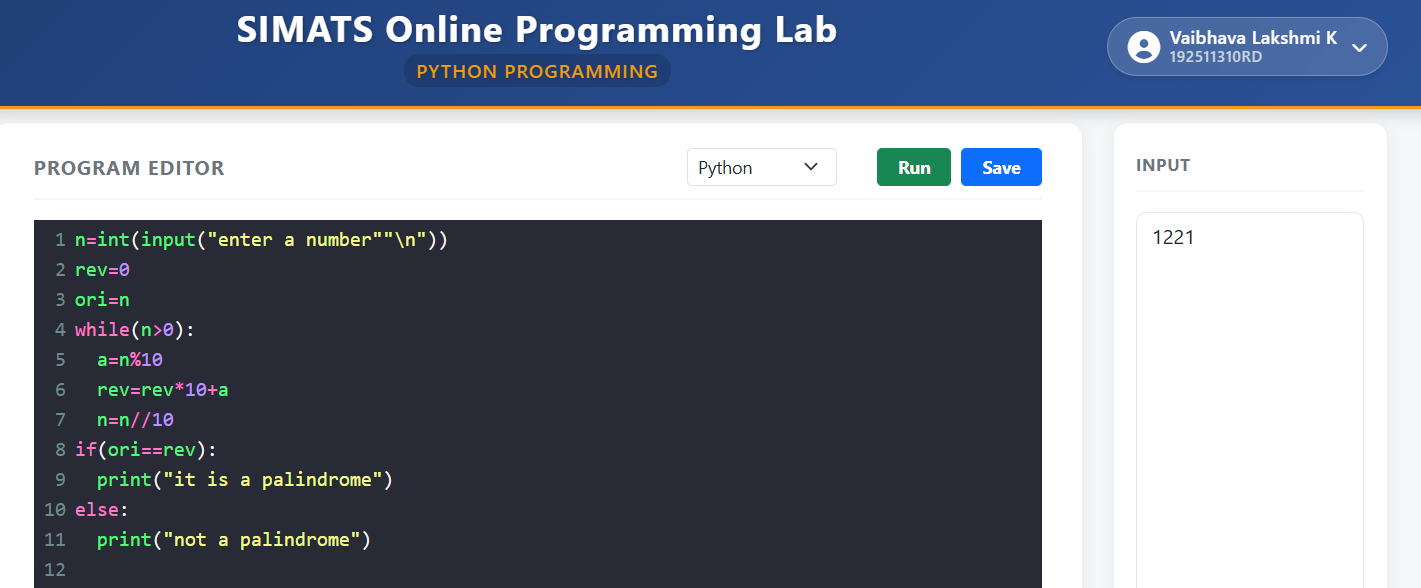 SIMATS Online Programming Lab
PYTHON PROGRAMMING
Vaibhava Lakshmi K
192511310RD
PROGRAM EDITOR
Python
Run
Save
1 n=int(input("enter a number""\n"))
2 rev=0
3 ori=n
4 while(n>0):
5   a=n%10
6   rev=rev*10+a
7   n=n//10
8 if(ori==rev):
9   print("it is a palindrome")
10 else:
11   print("not a palindrome")
12
INPUT
1221